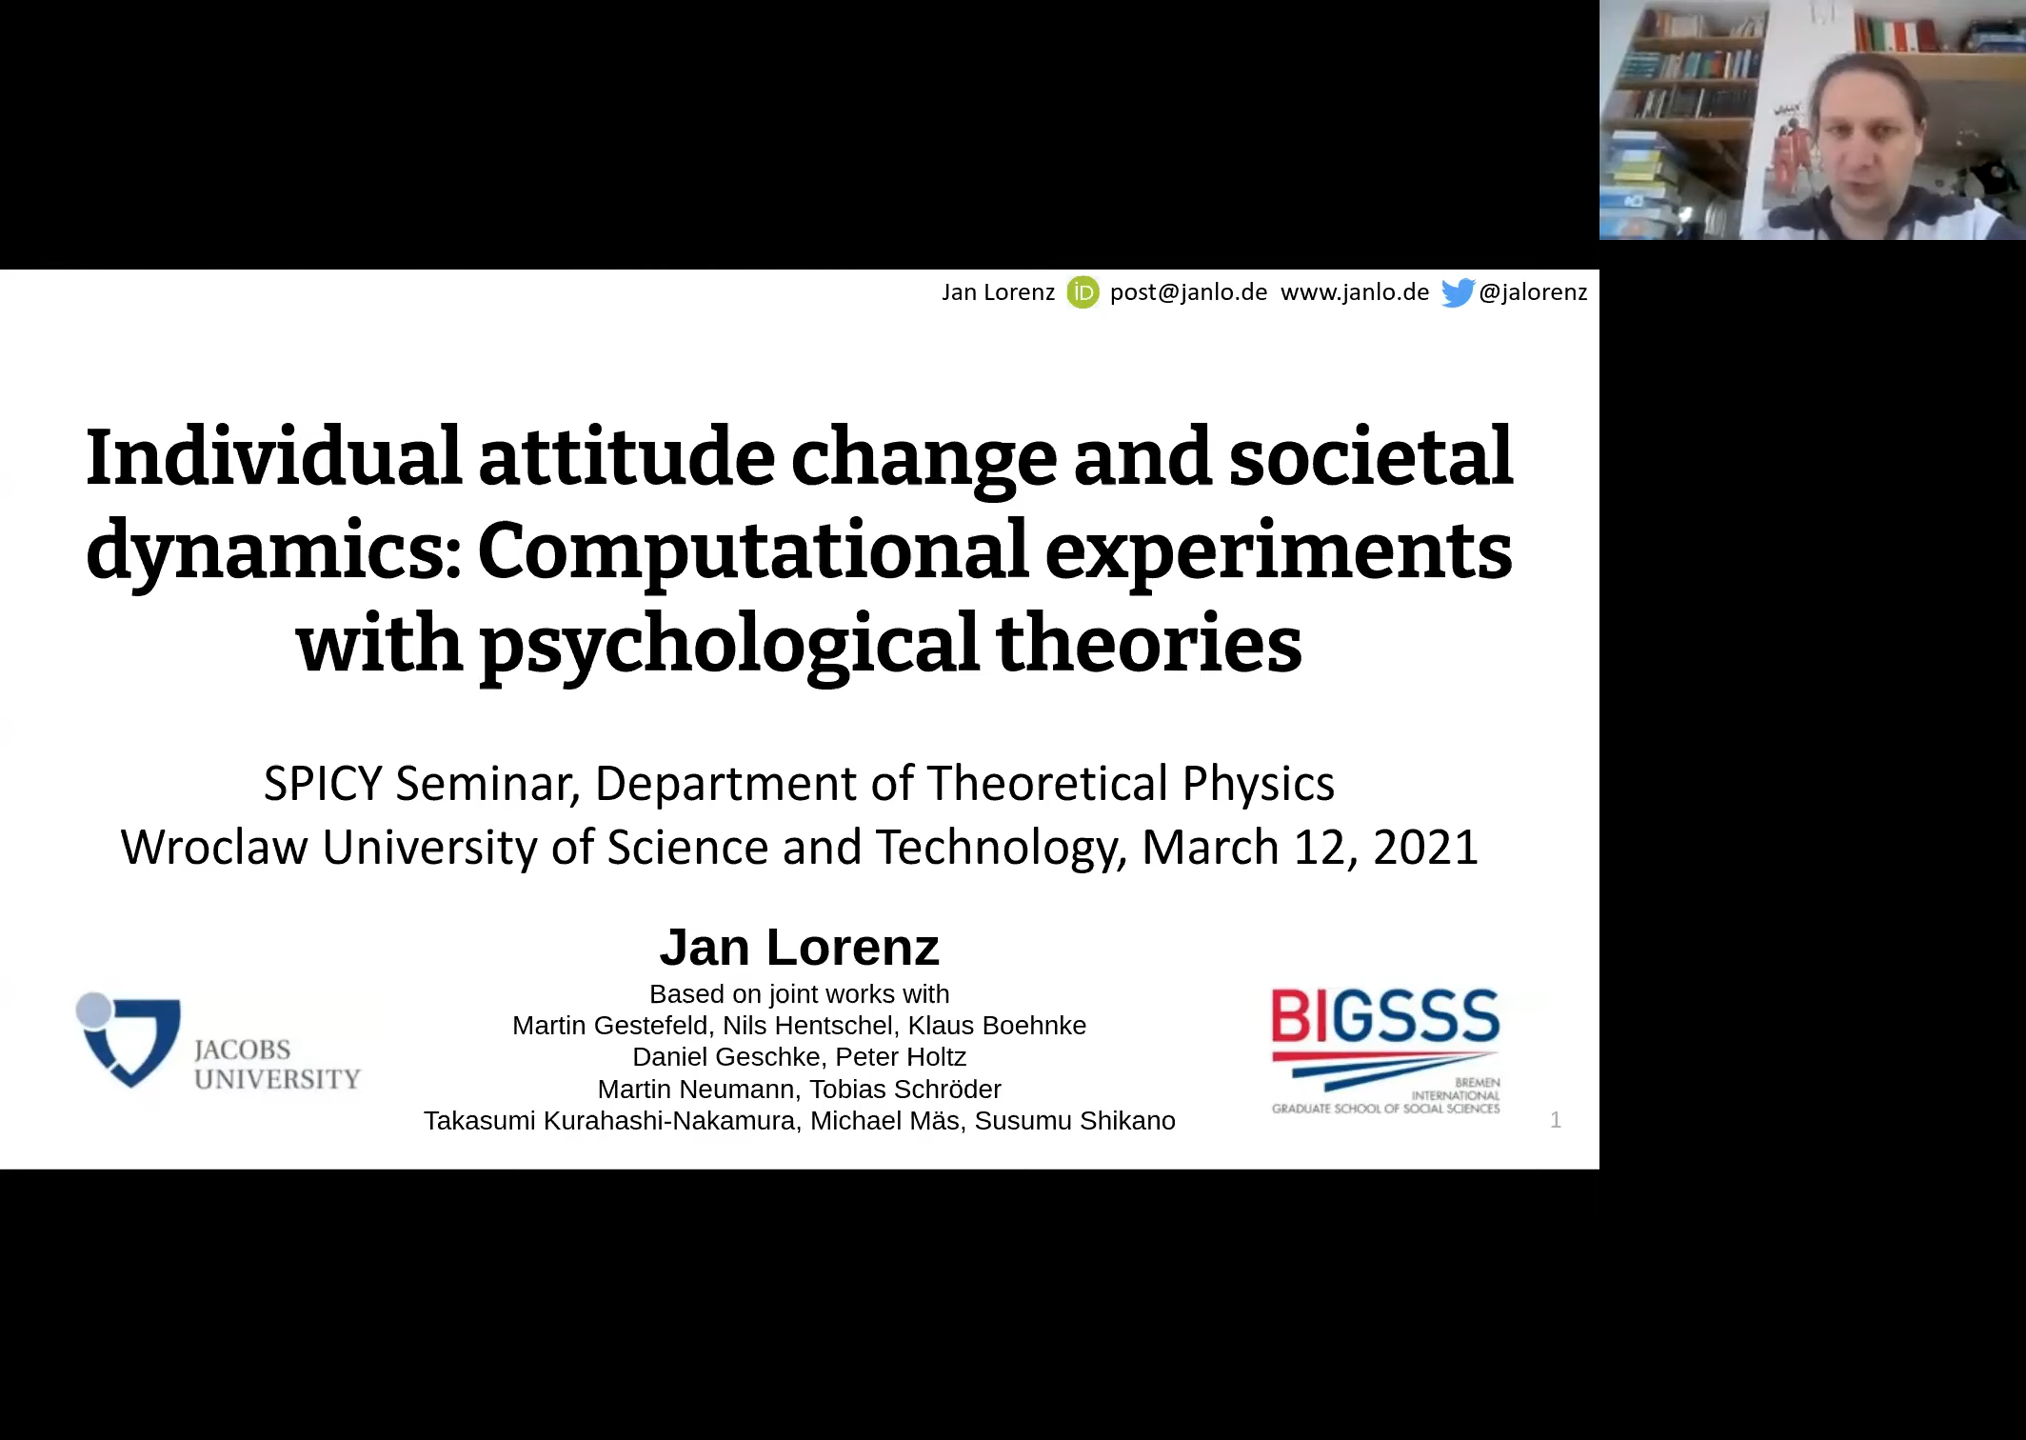 Jan Lorenz iD post@janlo.de www.janlo.de @jalorenz
Individual attitude change and societal
dynamics: Computational experiments
with psychological theories
SPICY Seminar, Department of Theoretical Physics
Wroclaw University of Science and Technology, March 12, 2021
Jan Lorenz
Based on joint works with
Martin Gestefeld, Nils Hentschel, Klaus Boehnke
Daniel Geschke, Peter Holtz
Martin Neumann, Tobias Schröder
Takasumi Kurahashi-Nakamura, Michael Mäs, Susumu Shikano
JACOBS
UNIVERSITY
BIGSSS
BREMEN
INTERNATIONAL
GRADUATE SCHOOL OF SOCIAL SCIENCES
1